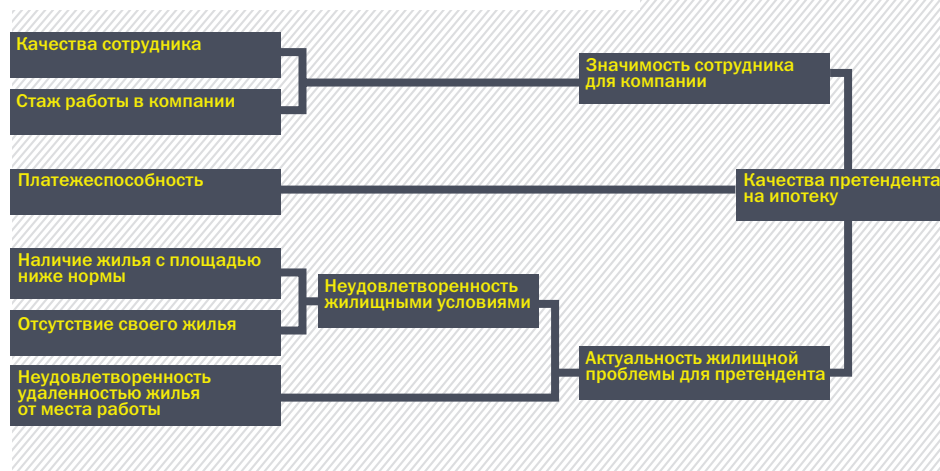 Качества сотрудника
Стаж работы в компании
Значимость сотрудника
для компании
Платежеспособность
Качества претендента
на ипотеку
Наличие жилья с площадью
ниже нормы
Отсутствие своего жилья
Неудовлетворенность
жилищными условиями
Неудовлетворенность
удаленностью жилья
от места работы
Актуальность жилищной
проблемы для претендента